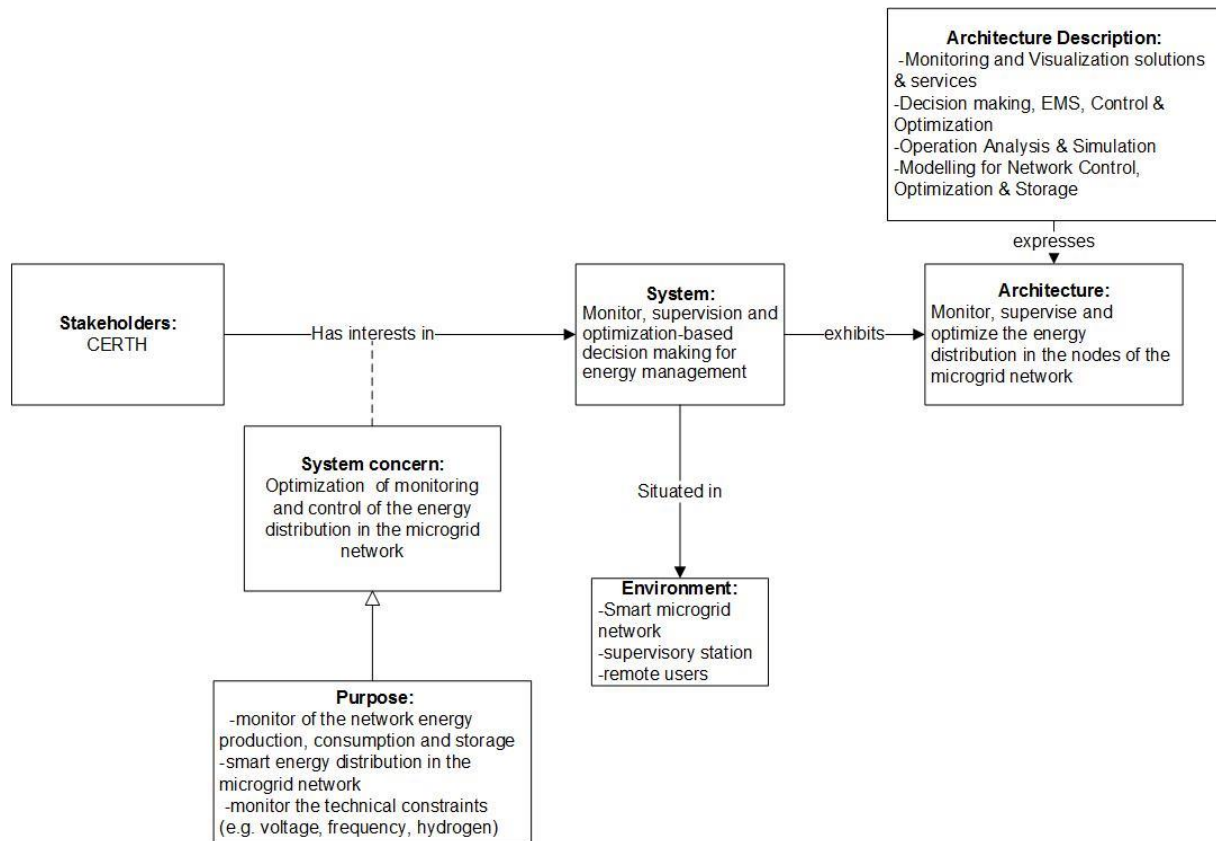 Architecture Description:
-Monitoring and Visualization solutions
& services
-Decision making, EMS, Control &
Optimization
-Operation Analysis & Simulation
-Modelling for Network Control,
Optimization & Storage
expresses
Stakeholders:
CERTH
Has interests in
System:
Monitor, supervision and
optimization-based
decision making for
energy management
exhibits
Architecture:
Monitor, supervise and
optimize the energy
distribution in the nodes of the
microgrid network
System concern:
Optimization of monitoring
and control of the energy
distribution in the microgrid
network
Situated in
Environment:
-Smart microgrid
network
-supervisory station
-remote users
Purpose:
-monitor of the network energy
production, consumption and storage
-smart energy distribution in the
microgrid network
-monitor the technical constraints
(e.g. voltage, frequency, hydrogen)